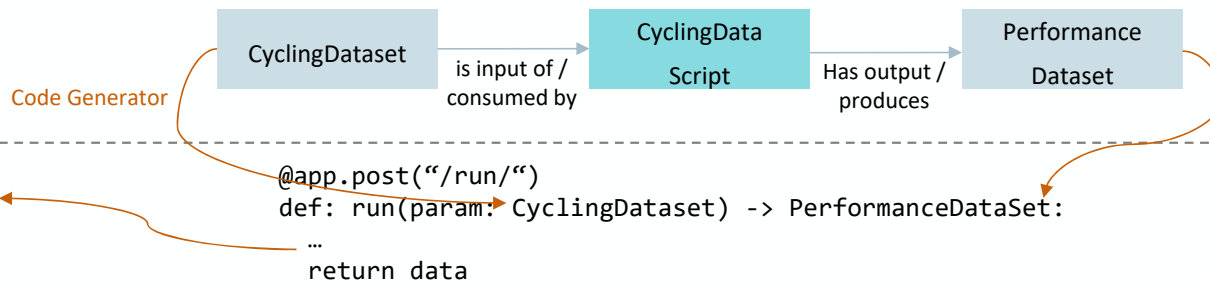 CyclingDataset
is input of /
consumed by
CyclingData
Script
Has output /
produces
Performance
Dataset
Code Generator
@app.post(“/run/“)
def: run(param: CyclingDataset) -> PerformanceDataSet:
…
return data